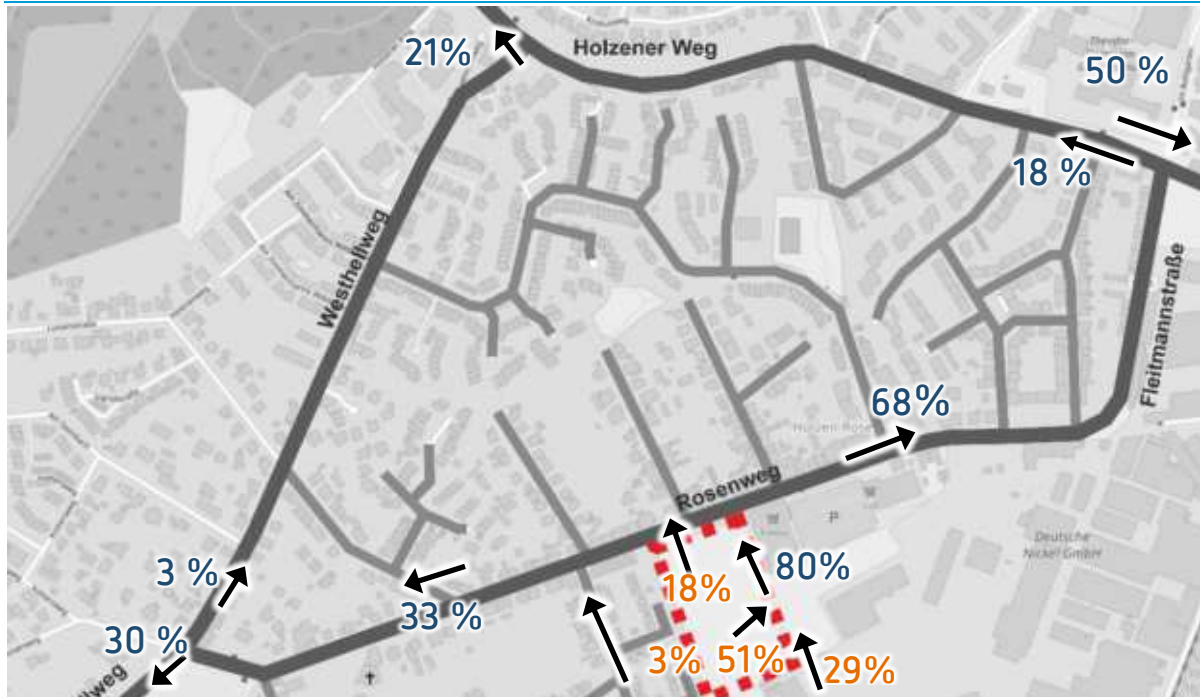 Holzener Weg
21%
50 %
18 %
Westhellweg
Fleitmannstraße
68%
Rosenweg
P
Deutsche
Nickel GmbH
80%
18%
3 %
33 %
30 %
3%
51%
29%